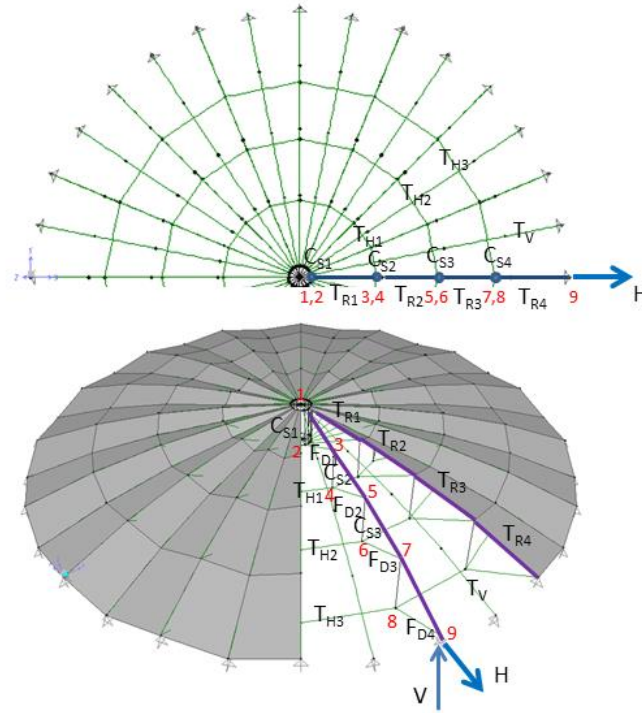 T_H3
T_H2
T_V
T_H1
C_S1
C_S2
C_S3
C_S4
H
1,2
T_R1
3,4
T_R2
5,6
T_R3
7,8
T_R4
9
1
T_R1
C_S1
T_R2
2
F_D1
3
C_S2
T_R3
T_H1
4
5
F_D2
C_S3
T_R4
T_H2
6
7
F_D3
T_V
T_H3
8
F_D4
9
H
V